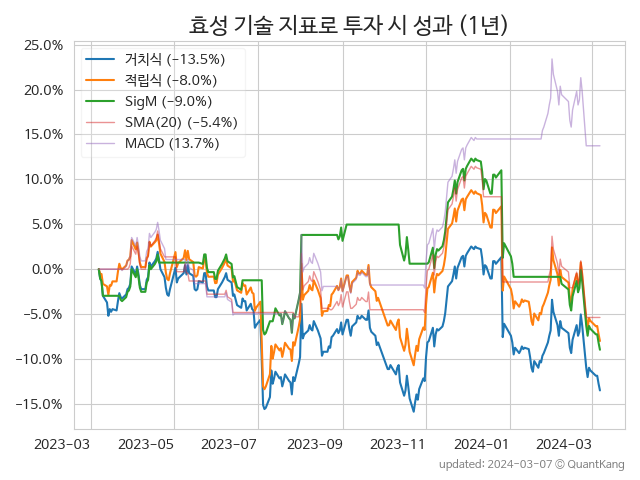 효성 기술 지표로 투자 시 성과 (1년)
25.0%
20.0%
15.0%
10.0%
5.0%
0.0%
−5.0%
−10.0%
−15.0%
거치식 (−13.5%)
적립식 (−8.0%)
SigM (−9.0%)
SMA(20) (−5.4%)
MACD (13.7%)
2023−03 2023−05 2023−07 2023−09 2023−11 2024−01 2024−03
updated: 2024−03−07 ⓒ QuantKang